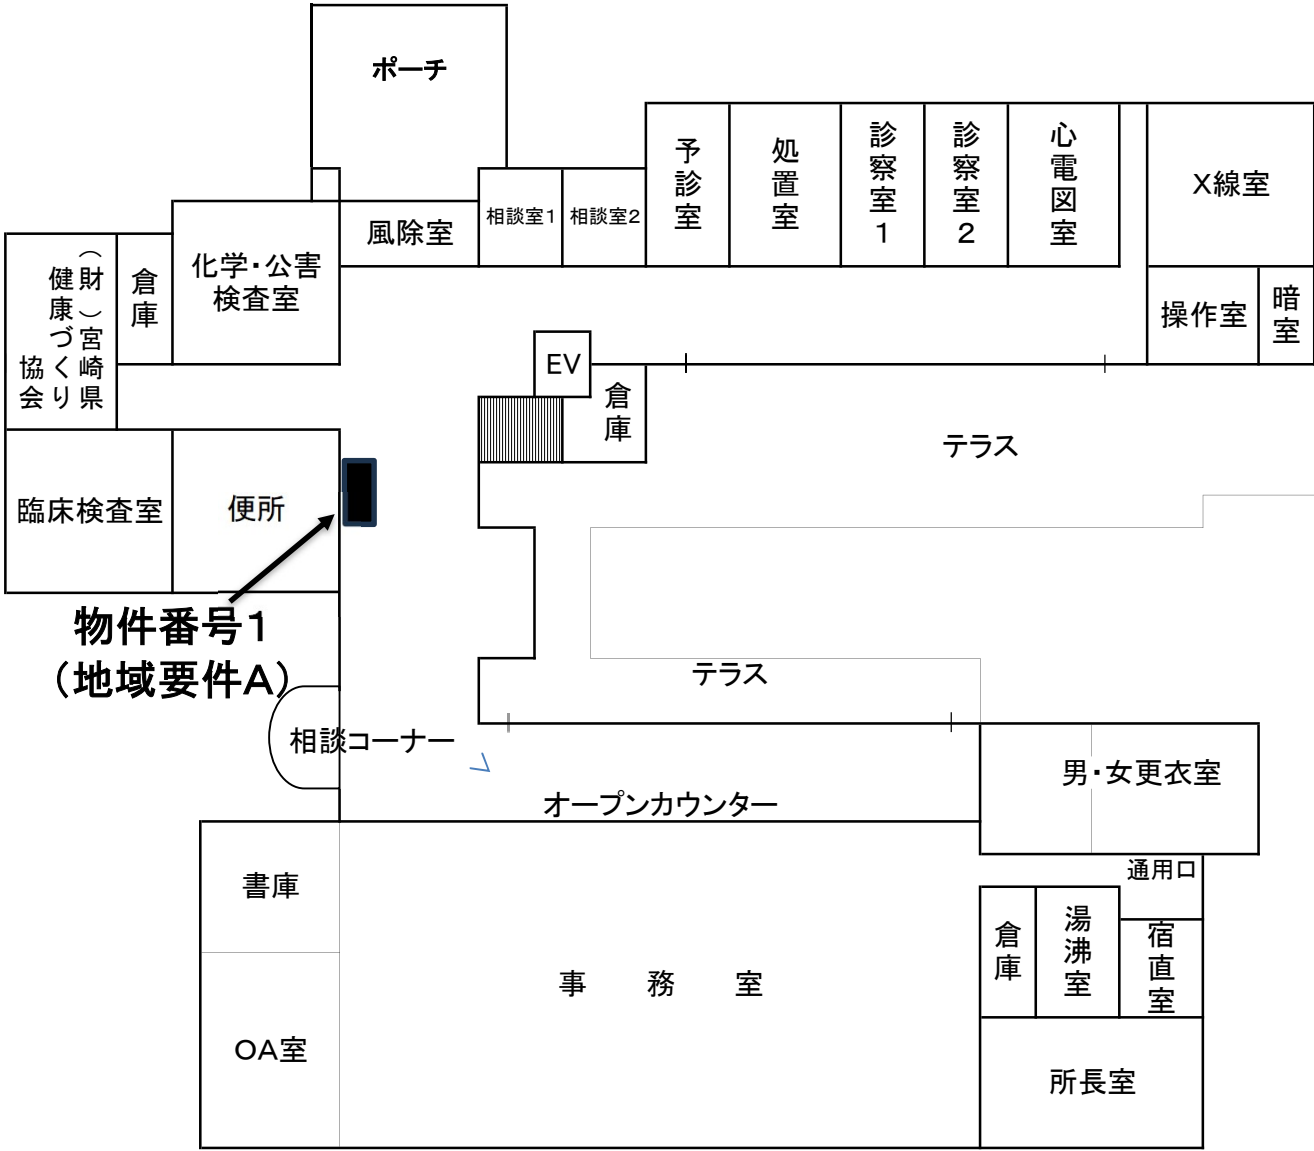 ポーチ
予診室
処置室
診察室1
診察室2
心電図室
X線室
相談室1
相談室2
風除室
化学・公害
検査室
倉庫
（財）宮崎県
健康づくり
協会
操作室
暗室
EV
倉庫
テラス
臨床検査室
便所
物件番号1
（地域要件A）
テラス
相談コーナー
オープンカウンター
男・女更衣室
通用口
書庫
倉庫
湯沸室
宿直室
事　務　室
OA室
所長室